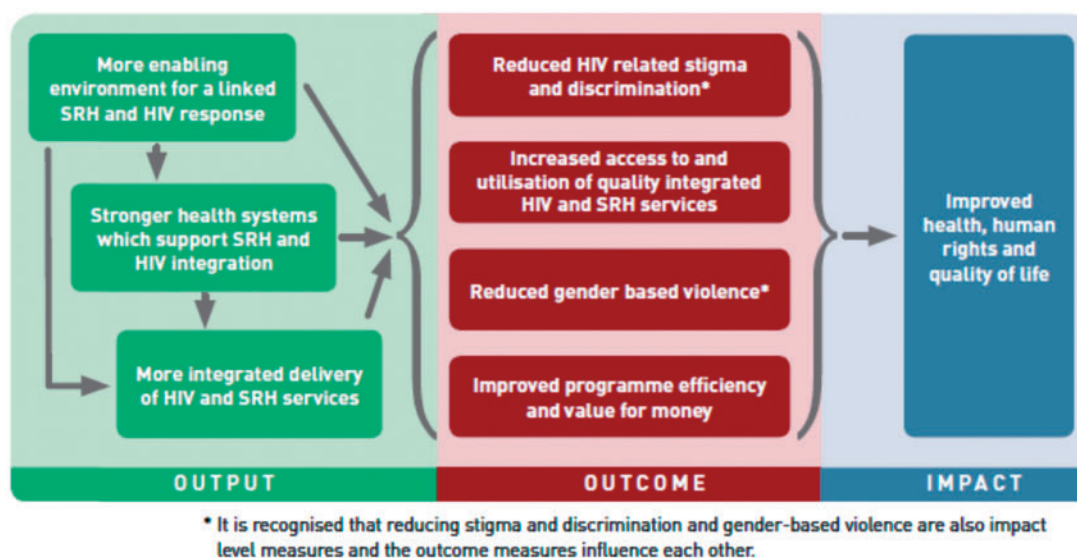 More enabling
environment for a linked
SRH and HIV response
Stronger health systems
which support SRH and
HIV integration
More integrated delivery
of HIV and SRH services
OUTPUT
Reduced HIV related stigma
and discrimination*
Increased access to and
utilisation of quality integrated
HIV and SRH services
Reduced gender based violence*
Improved programme efficiency
and value for money
OUTCOME
Improved
health, human
rights and
quality of life
IMPACT
* It is recognised that reducing stigma and discrimination and gender-based violence are also impact
level measures and the outcome measures influence each other.